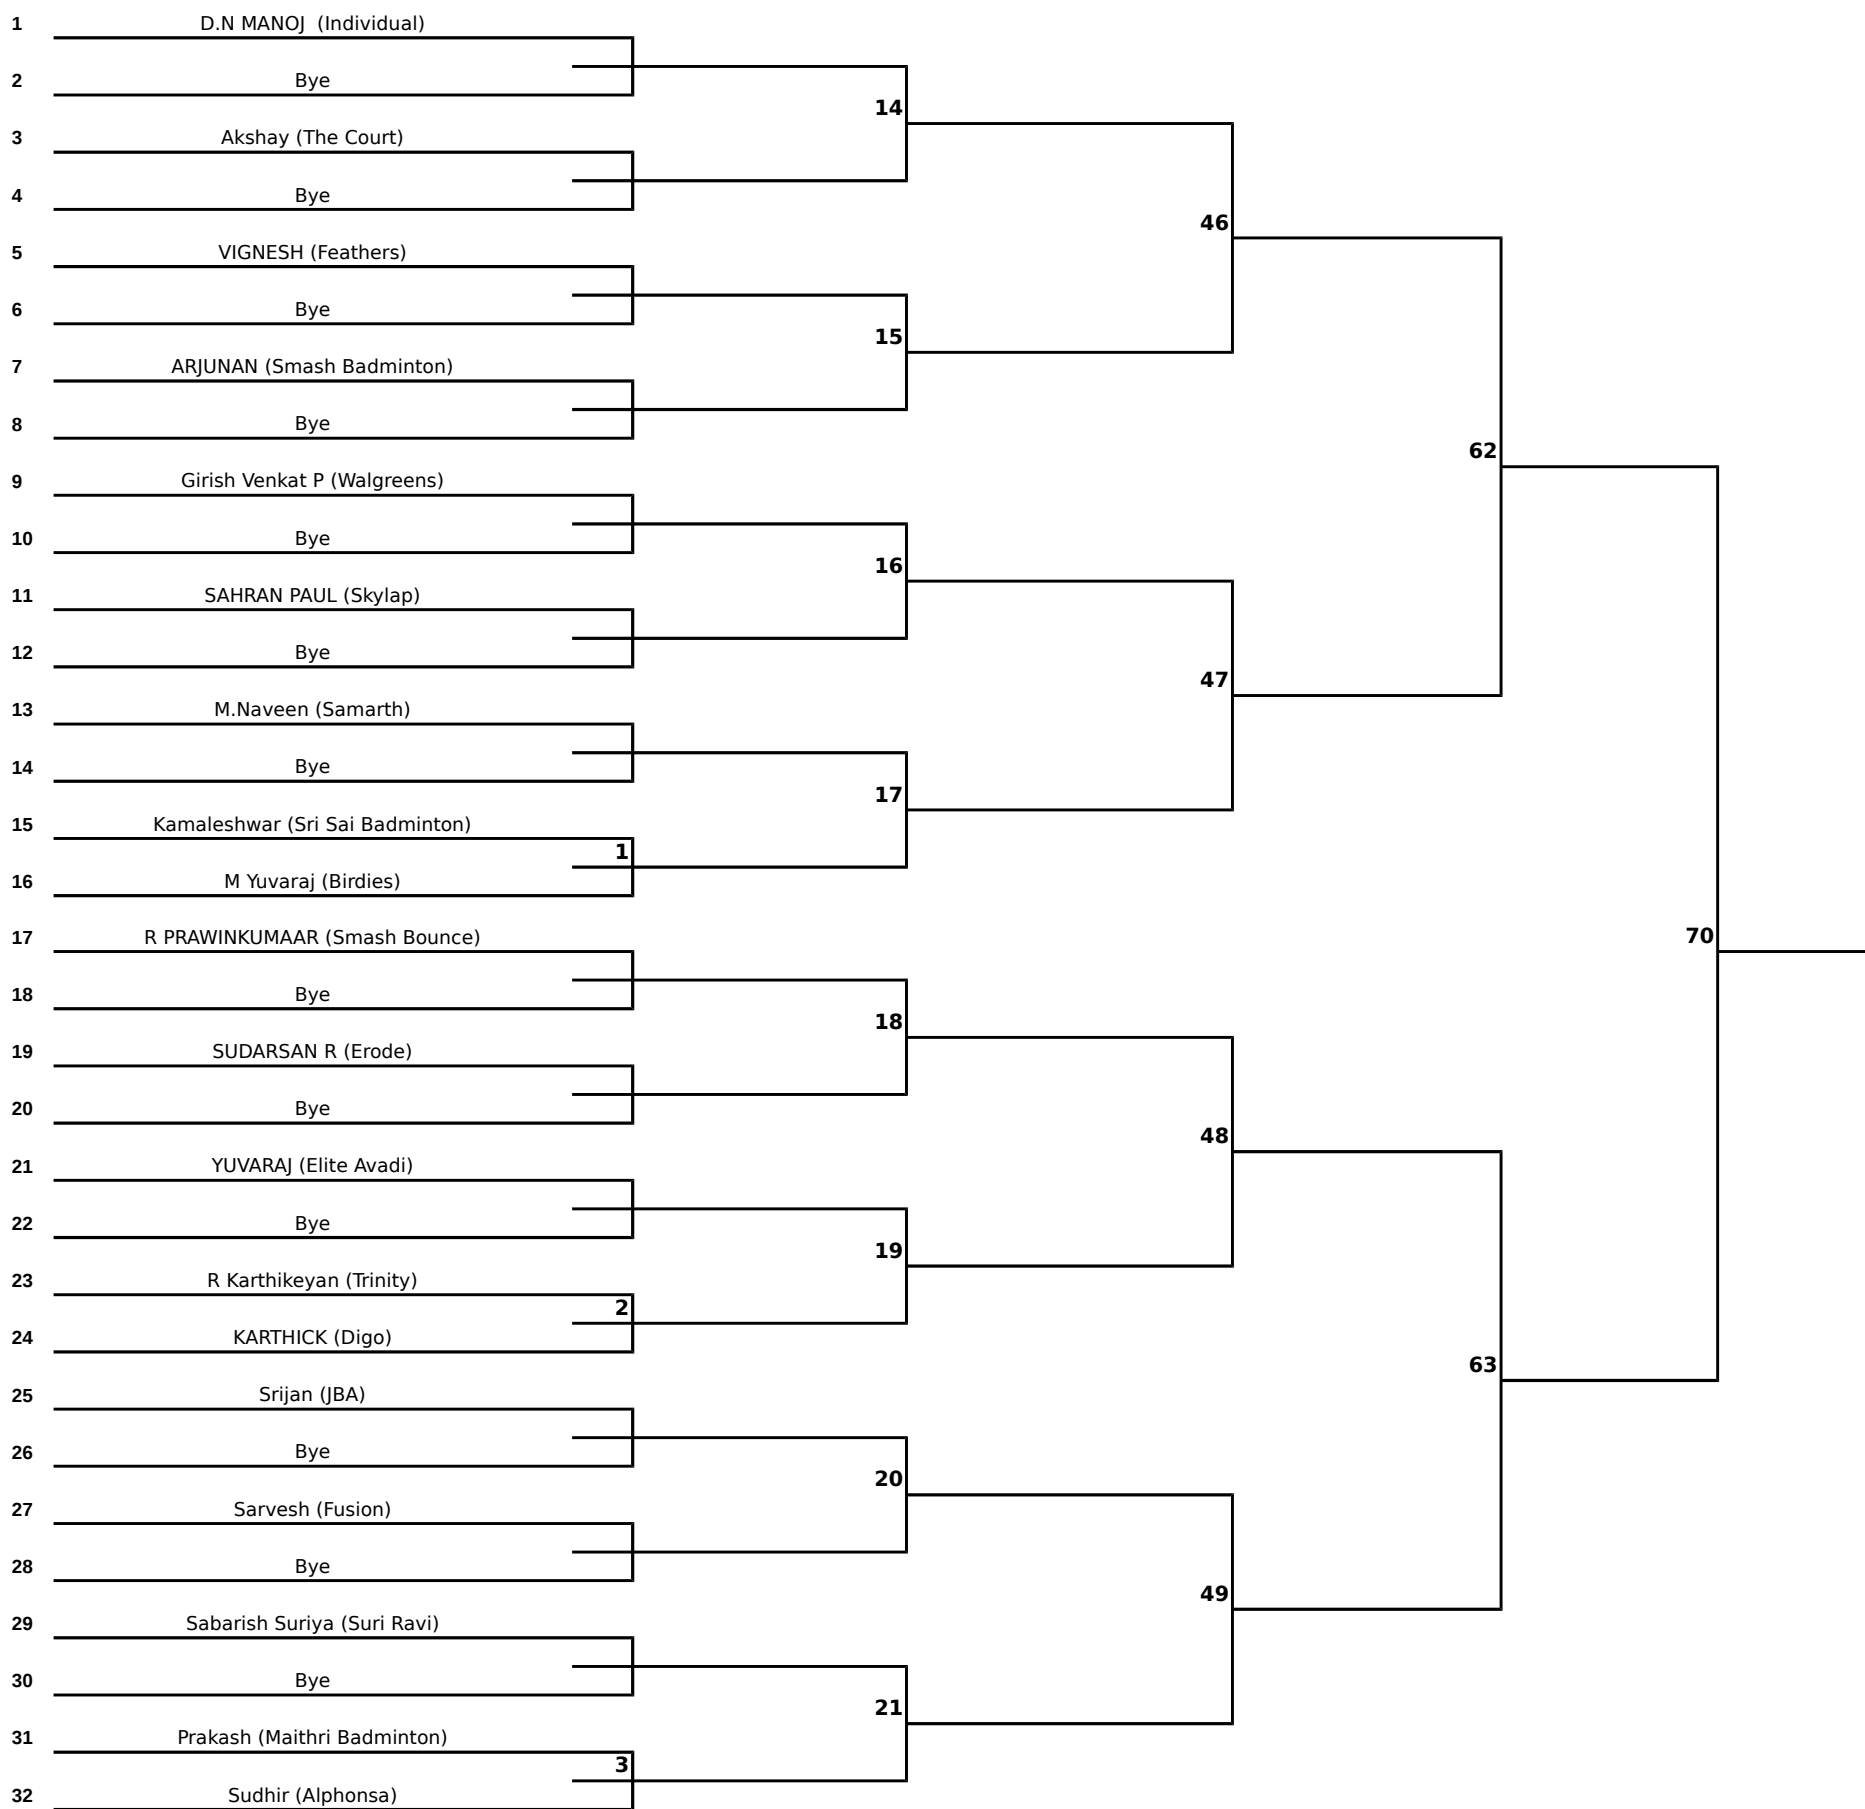 1 D.N MANOJ (Individual)
2 Bye
14
3 Akshay (The Court)
4 Bye
46
5 VIGNESH (Feathers)
6 Bye
15
7 ARJUNAN (Smash Badminton)
8 Bye
62
9 Girish Venkat P (Walgreens)
10 Bye
16
11 SAHRAN PAUL (Skylap)
12 Bye
47
13 M.Naveen (Samarth)
14 Bye
17
15 Kamaleshwar (Sri Sai Badminton)
1
16 M Yuvaraj (Birdies)
17 R PRAWINKUMAAR (Smash Bounce)
70
18 Bye
18
19 SUDARSAN R (Erode)
20 Bye
48
21 YUVARAJ (Elite Avadi)
22 Bye
19
23 R Karthikeyan (Trinity)
2
24 KARTHICK (Digo)
63
25 Srijan (JBA)
26 Bye
20
27 Sarvesh (Fusion)
28 Bye
49
29 Sabarish Suriya (Suri Ravi)
30 Bye
21
31 Prakash (Maithri Badminton)
3
32 Sudhir (Alphonsa)